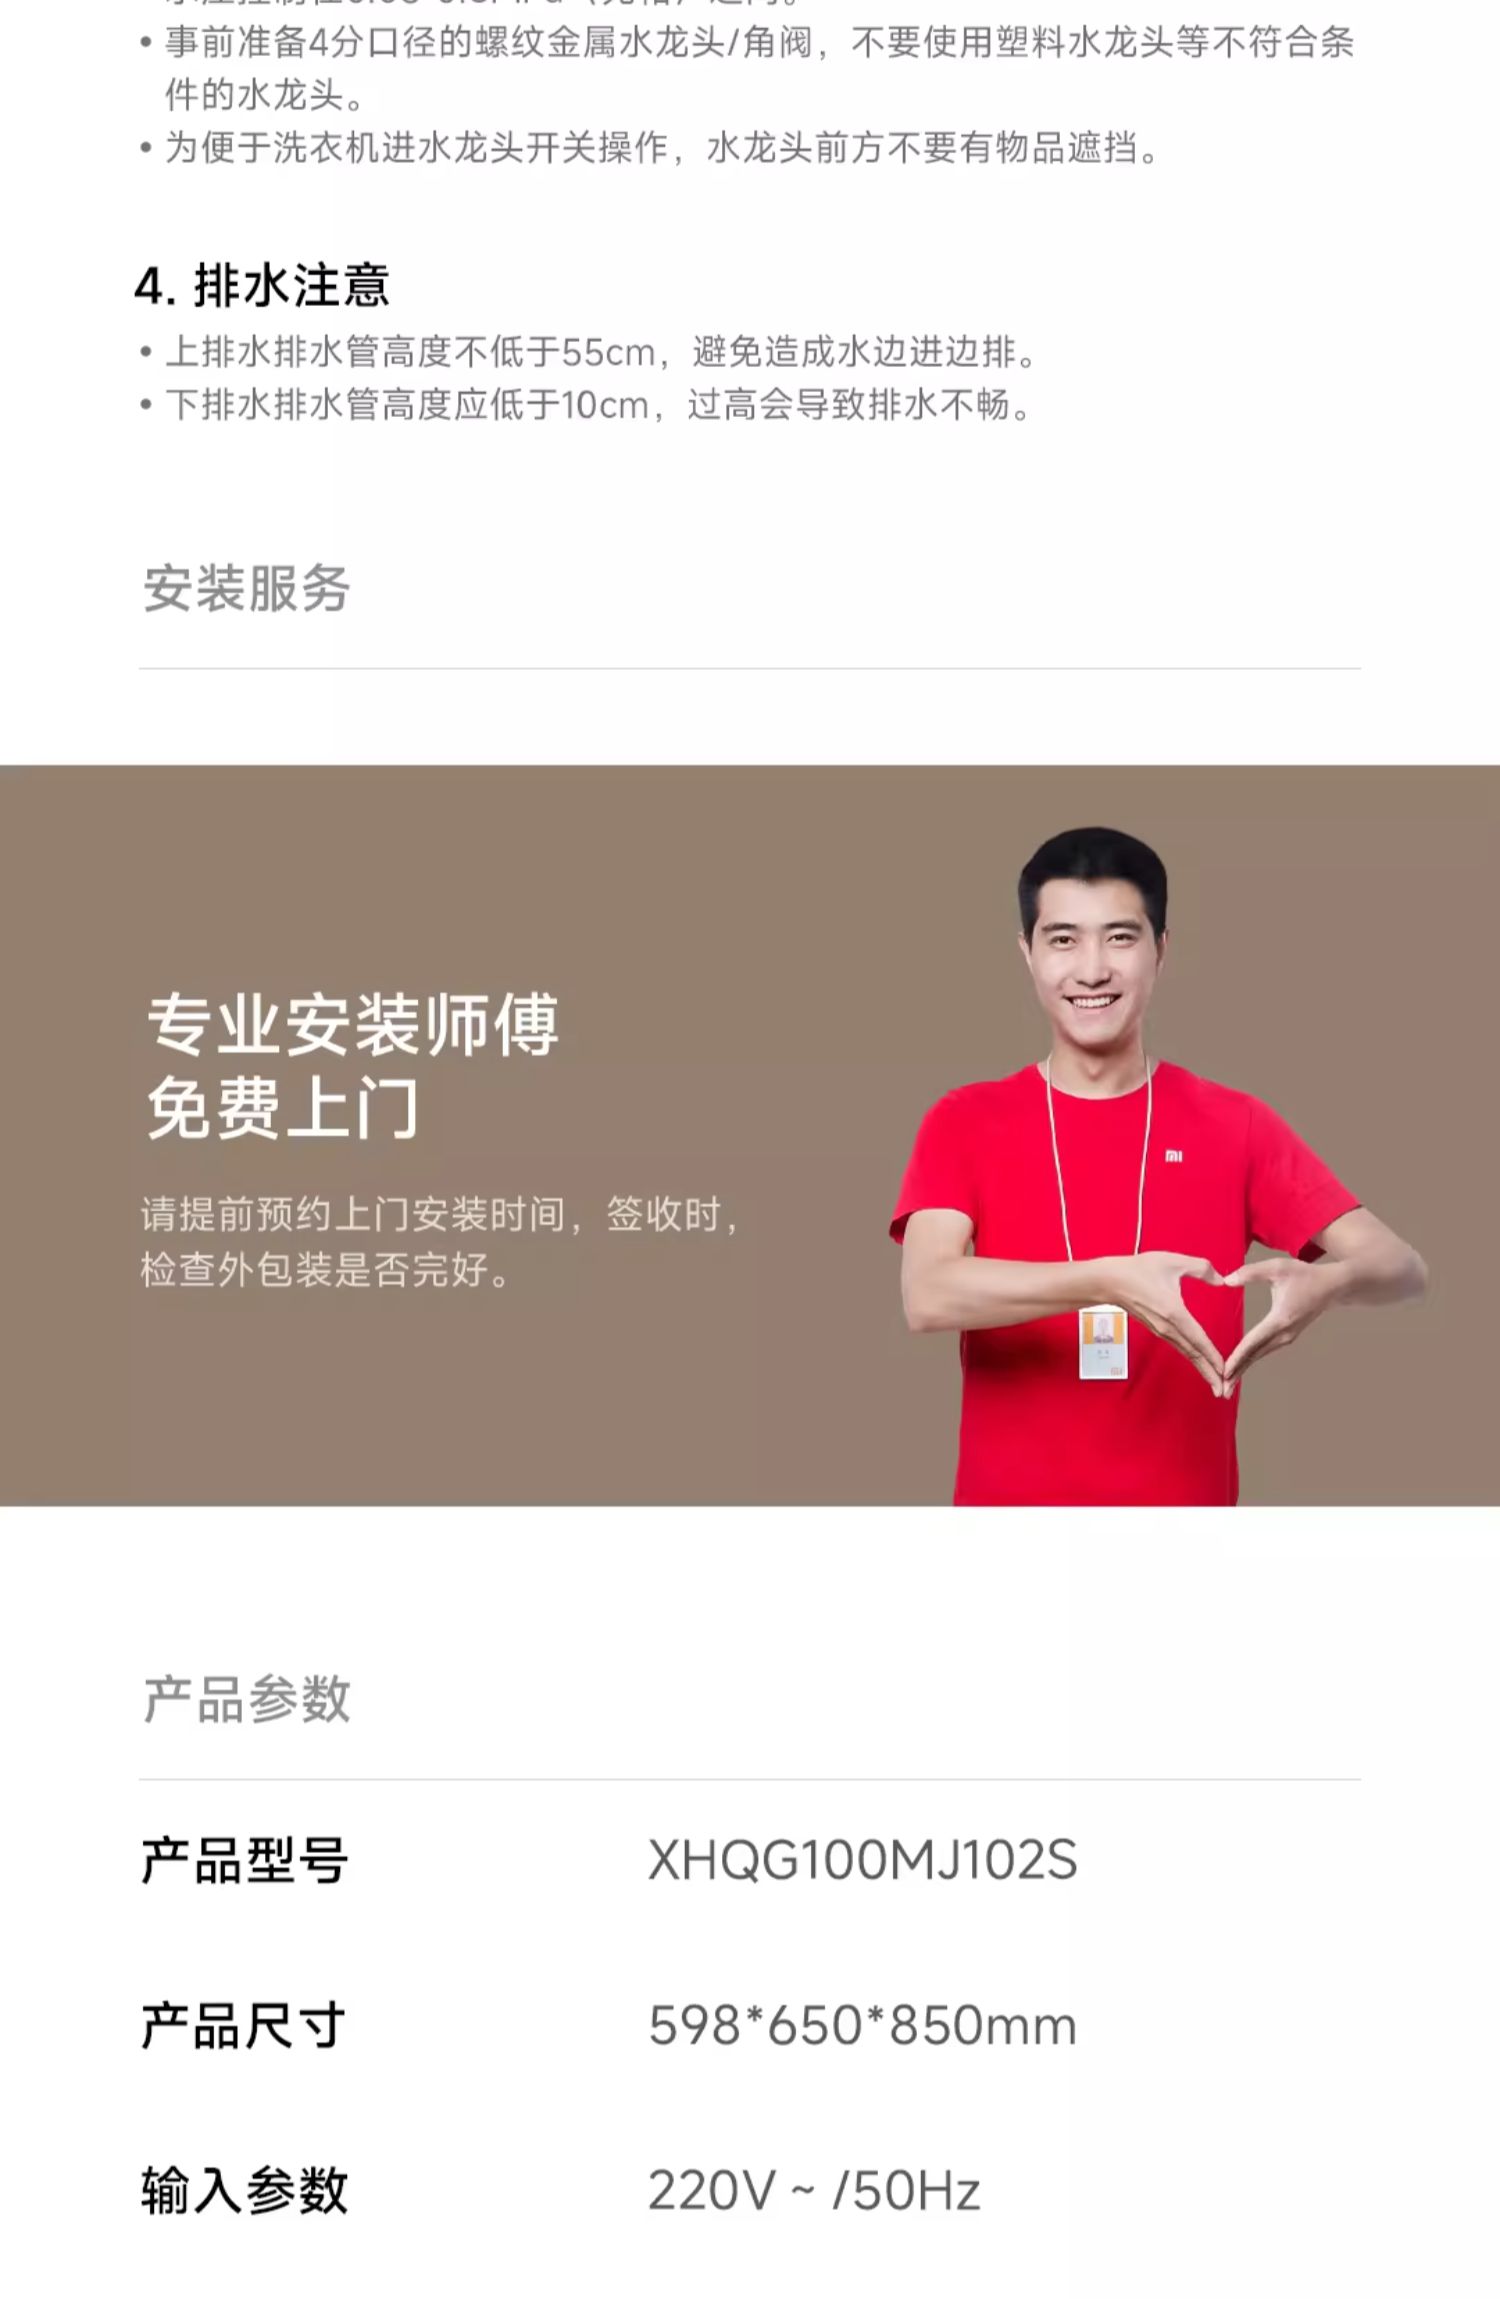 • 事前准备4分口径的螺纹金属水龙头/角阀，不要使用塑料水龙头等不符合条
件的水龙头。
• 为便于洗衣机进水龙头开关操作，水龙头前方不要有物品遮挡。
4. 排水注意
• 上排水排水管高度不低于55cm，避免造成水边进边排。
• 下排水排水管高度应低于10cm，过高会导致排水不畅。
安装服务
专业安装师傅
免费上门
请提前预约上门安装时间，签收时，
检查外包装是否完好。
产品参数
产品型号 XHQG100MJ102S
产品尺寸 598*650*850mm
输入参数 220V ~ /50Hz